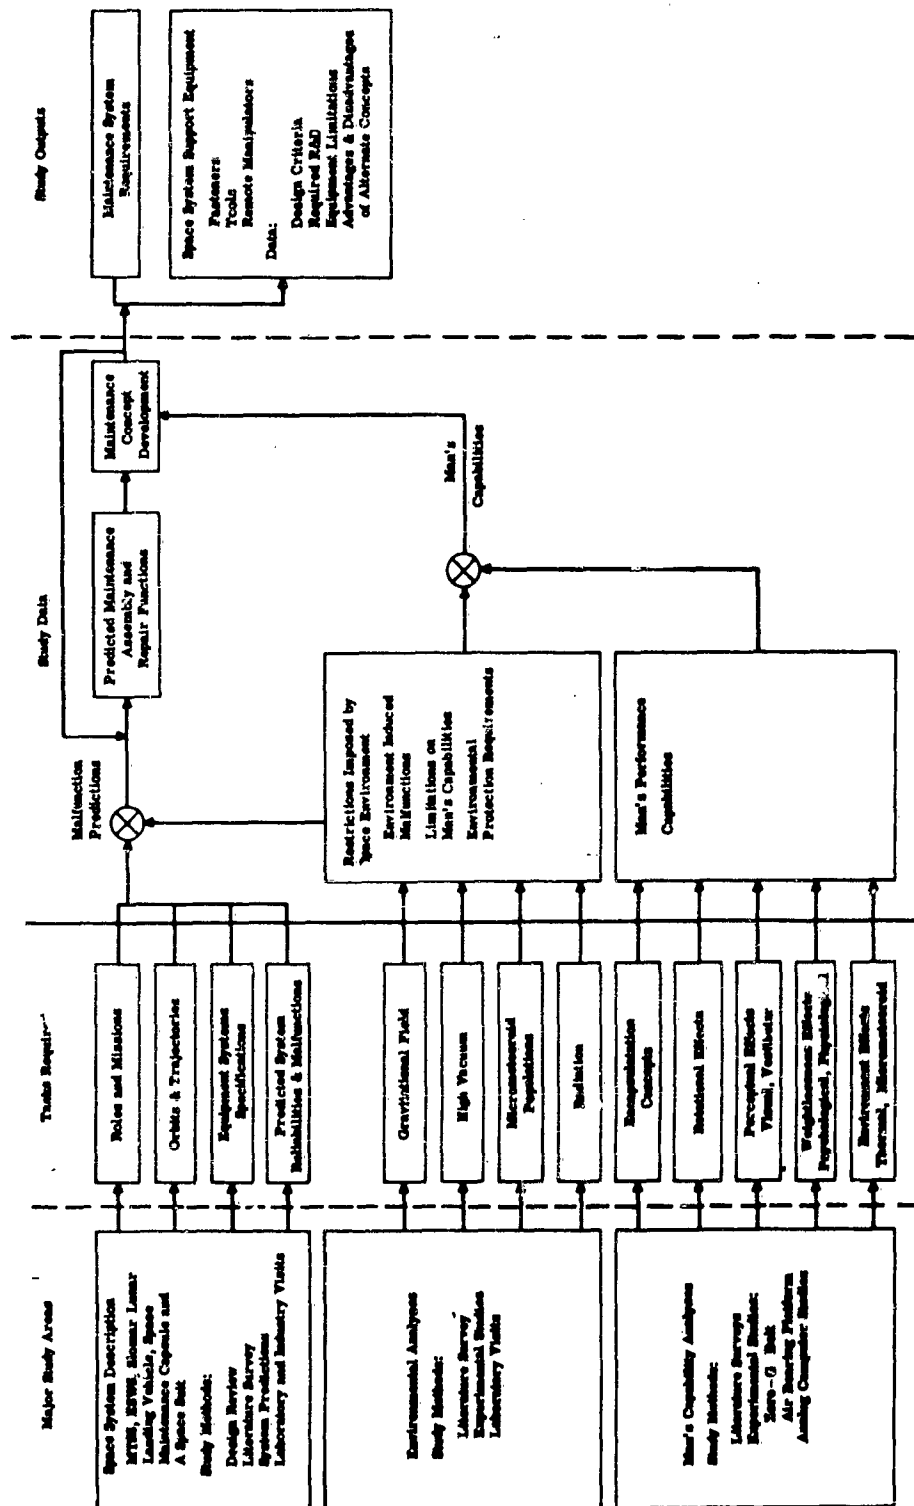 Major Study Areas
Space System Description
MTSS, ESWS, Slomar Lunar
Landing Vehicle, Space
Maintenance Capsule and
A Space Suit
Study Methods:
Design Review
Literature Survey
System Predictions
Laboratory and Industry Visits
Environmental Analyses
Study Methods:
Literature Survey
Experimental Studies
Laboratory Visits
Man's Capability Analyses
Study Methods:
Literature Surveys
Experimental Studies:
Zero-G Belt
Air Bearing Platform
Analog Computer Studies
Tasks Require
Roles and Missions
Orbits & Trajectories
Equipment Systems
Specifications
Predicted System
Reliabilities & Malfunctions
Gravitational Field
High Vacuum
Micrometeoroid
Populations
Radiation
Encapsulation
Concepts
Rotational Effects
Perceptual Effects
Visual, Vestibular
Weightlessness Effects
Environment Effects
Thermal, Micrometeoroid
Study Data
Malfunction
Predictions
Predicted Maintenance
Assembly and
Repair Functions
Maintenance
Concept
Development
Restrictions Imposed by
Space Environment
Environment Induced
Malfunctions
Limitations on
Man's Capabilities
Environmental
Protection Requirements
Man's Performance
Capabilities
Man's
Capabilities
Study Outputs
Maintenance System
Requirements
Space System Support Equipment
Fasteners
Tools
Remote Manipulators
Data:
Design Criteria
Required R&D
Equipment Limitations
Advantages & Disadvantages
of Alternate Concepts